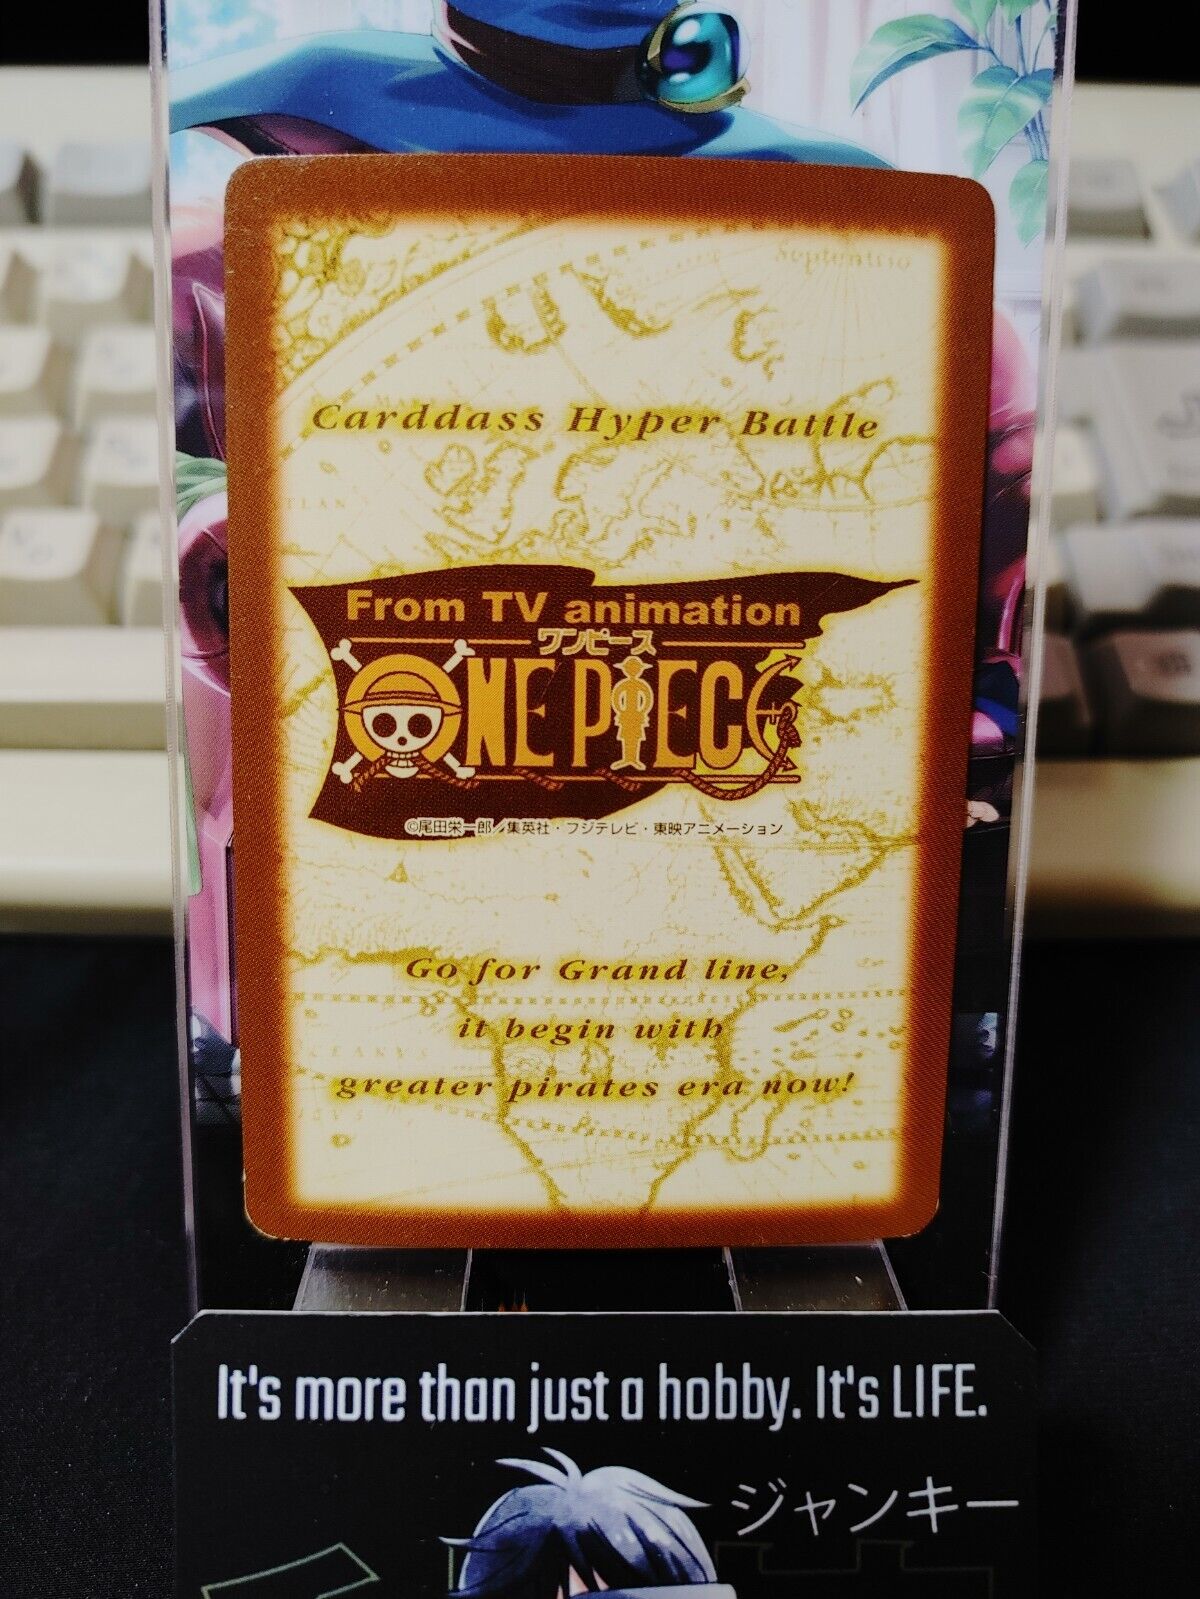 Septentrio
Carddass Hyper Battle
From TV animation
ワンピース
ONE PIECE
©尾田栄一郎／集英社・フジテレビ・東映アニメーション
Go for Grand line,
it begin with
greater pirates era now!
It's more than just a hobby. It's LIFE.
ジャンキー